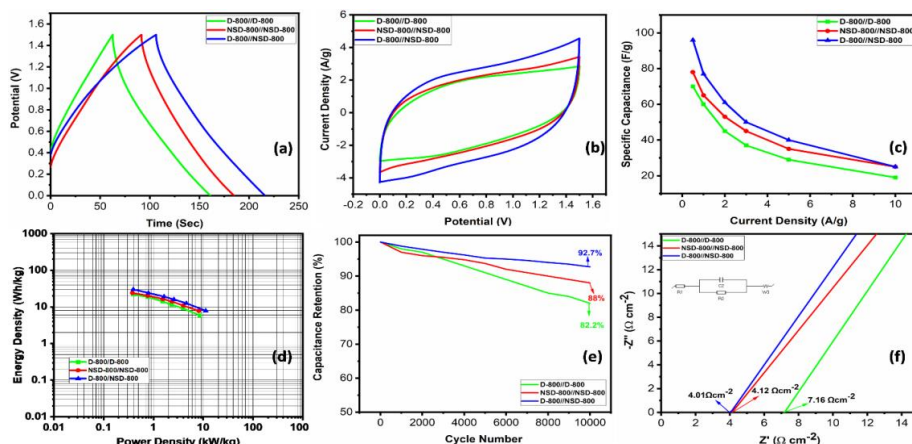 D-800//D-800
NSD-800//NSD-800
D-800//NSD-800
1.8
1.6
1.4
1.2
1.0
0.8
0.6
0.4
0.2
0.0
Potential (V)
0
50
100
150
200
250
Time (Sec)
(a)
D-800//D-800
NSD-800//NSD-800
D-800//NSD-800
6
4
2
0
-2
-4
Current Density (A/g)
-0.2
0.0
0.2
0.4
0.6
0.8
1.0
1.2
1.4
1.6
Potential (V)
(b)
D-800//D-800
NSD-800//NSD-800
D-800//NSD-800
100
80
60
40
20
Specific Capacitance (F/g)
0
2
4
6
8
10
Current Density (A/g)
(c)
1000
100
10
1
0.1
0.01
Energy Density (Wh/kg)
D-800/D-800
NSD-800/NSD-800
D-800/NSD-800
0.01
0.1
1
10
100
Power Density (kW/kg)
(d)
100
90
80
70
60
50
Capacitance Retention (%)
92.7%
88%
82.2%
D-800//D-800
NSD-800//NSD-800
D-800//NSD-800
0
2000
4000
6000
8000
10000
Cycle Number
(e)
D-800//D-800
NSD-800//NSD-800
D-800//NSD-800
14
12
10
8
6
4
2
0
-Z'' (Ω cm-2)
R1
R2
W3
4.01Ωcm-2
4.12 Ωcm-2
7.16 Ωcm-2
0
2
4
6
8
10
12
14
Z' (Ω cm-2)
(f)